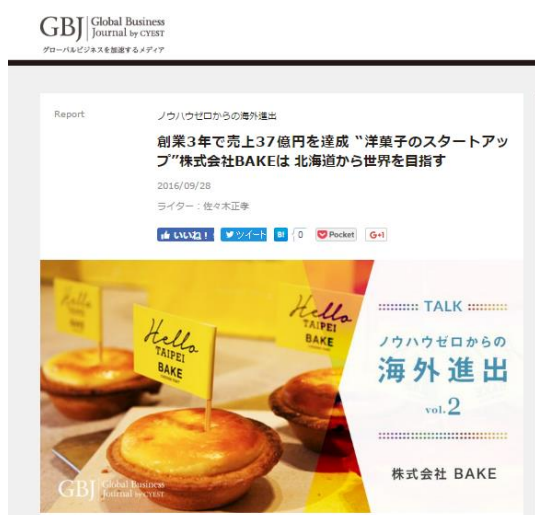 GBJ
Global Business
Journal by CYEST
グローバルビジネスを加速するメディア
Report
ノウハウゼロからの海外進出
創業3年で売上37億円を達成 “洋菓子のスタートアッ
プ”株式会社BAKEは 北海道から世界を目指す
2016/09/28
ライター：佐々木正孝
いいね！
ツイート
B!
0
Pocket
G+1
Hello
Hello
TAIPEI
BAKE
Hello
TAIPEI
BAKE
TALK
ノウハウゼロからの
海外進出
vol.2
株式会社 BAKE
GBJ
Global Business
Journal by CYEST